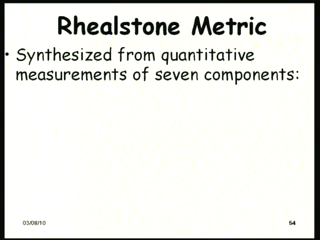 Rhealstone Metric
• Synthesized from quantitative
measurements of seven components:
03/08/10 54